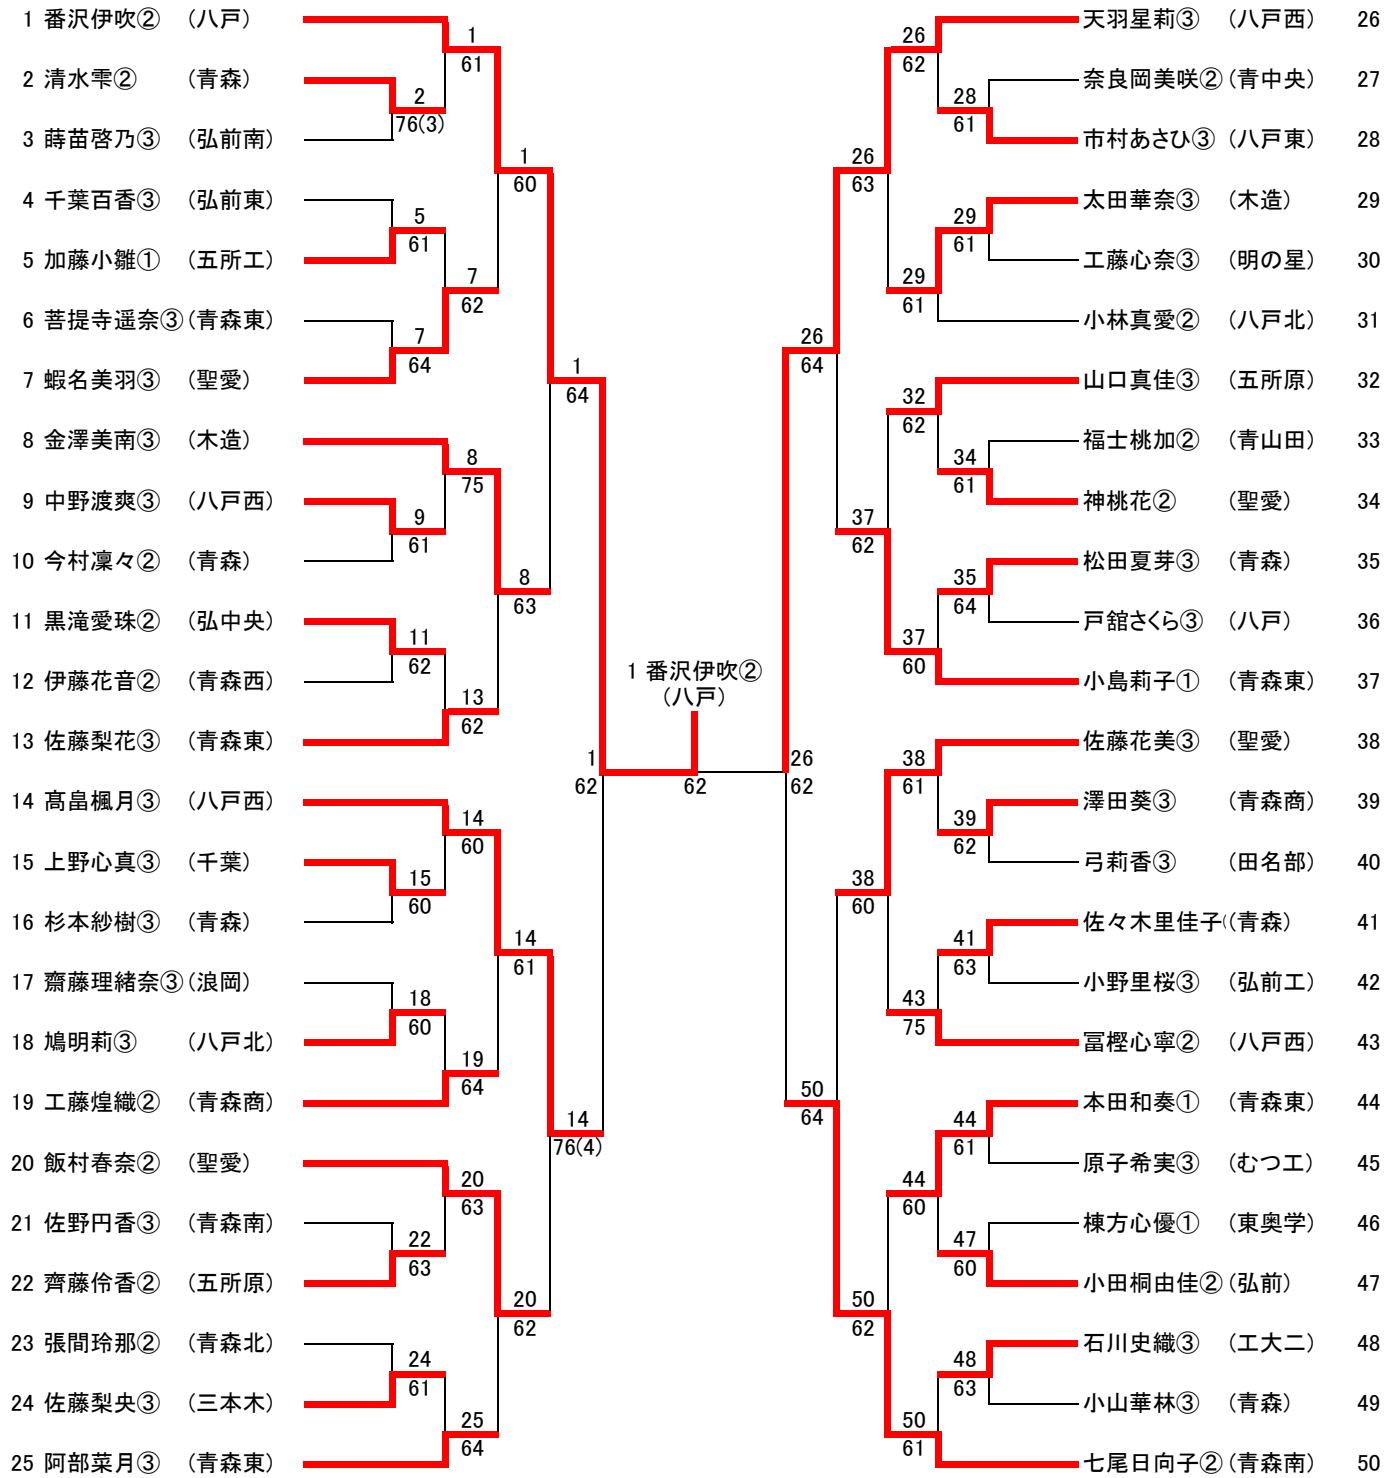 1 番沢伊吹② (八戸)
2 清水雫② (青森)
3 蒔苗啓乃③ (弘前南)
4 千葉百香③ (弘前東)
5 加藤小雛① (五所工)
6 菩提寺遥奈③ (青森東)
7 蝦名美羽③ (聖愛)
8 金澤美南③ (木造)
9 中野渡爽③ (八戸西)
10 今村凜々② (青森)
11 黒滝愛珠② (弘中央)
12 伊藤花音② (青森西)
13 佐藤梨花③ (青森東)
14 髙畠楓月③ (八戸西)
15 上野心真③ (千葉)
16 杉本紗樹③ (青森)
17 齋藤理緒奈③ (浪岡)
18 鳩明莉③ (八戸北)
19 工藤煌織② (青森商)
20 飯村春奈② (聖愛)
21 佐野円香③ (青森南)
22 齊藤伶香② (五所原)
23 張間玲那② (青森北)
24 佐藤梨央③ (三本木)
25 阿部菜月③ (青森東)
2
76(3)
5
61
7
64
9
61
11
62
15
60
18
60
22
63
24
61
1
61
7
62
8
75
13
62
14
60
19
64
20
63
25
64
1
60
8
63
14
61
20
62
1
64
14
76(4)
1
62
1 番沢伊吹②
(八戸)
62
26
62
26
64
50
64
26
63
37
62
38
60
50
62
26
62
29
61
32
62
37
60
38
61
43
75
44
60
50
61
28
61
29
61
34
61
35
64
39
62
41
63
44
61
47
60
48
63
天羽星莉③ (八戸西) 26
奈良岡美咲② (青中央) 27
市村あさひ③ (八戸東) 28
太田華奈③ (木造) 29
工藤心奈③ (明の星) 30
小林真愛② (八戸北) 31
山口真佳③ (五所原) 32
福士桃加② (青山田) 33
神桃花② (聖愛) 34
松田夏芽③ (青森) 35
戸舘さくら③ (八戸) 36
小島莉子① (青森東) 37
佐藤花美③ (聖愛) 38
澤田葵③ (青森商) 39
弓莉香③ (田名部) 40
佐々木里佳子 (青森) 41
小野里桜③ (弘前工) 42
冨樫心寧② (八戸西) 43
本田和奏① (青森東) 44
原子希実③ (むつ工) 45
棟方心優① (東奥学) 46
小田桐由佳② (弘前) 47
石川史織③ (工大二) 48
小山華林③ (青森) 49
七尾日向子② (青森南) 50